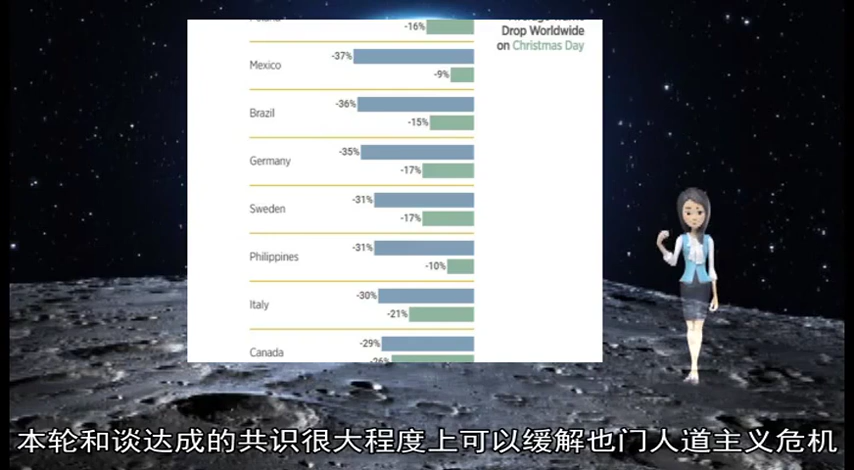 -16%
Drop Worldwide
on Christmas Day
-37%
Mexico
-9%
-36%
Brazil
-15%
-35%
Germany
-17%
-31%
Sweden
-17%
-31%
Philippines
-10%
-30%
Italy
-21%
-29%
Canada
-26%
本轮和谈达成的共识很大程度上可以缓解也门人道主义危机